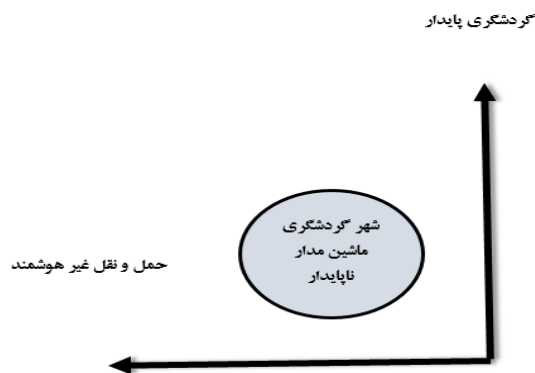 گردشگری پایدار
شهر گردشگری
ماشین مدار
ناپایدار
حمل و نقل غیر هوشمند